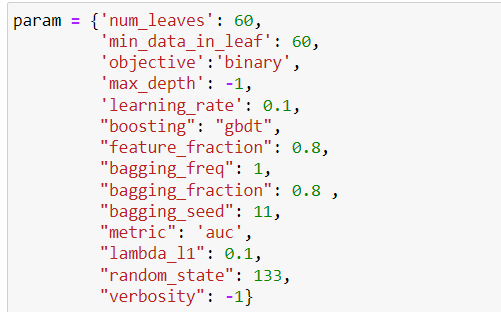 param = {'num_leaves': 60,
'min_data_in_leaf': 60,
'objective':'binary',
'max_depth': -1,
'learning_rate': 0.1,
"boosting": "gbdt",
"feature_fraction": 0.8,
"bagging_freq": 1,
"bagging_fraction": 0.8 ,
"bagging_seed": 11,
"metric": 'auc',
"lambda_l1": 0.1,
"random_state": 133,
"verbosity": -1}